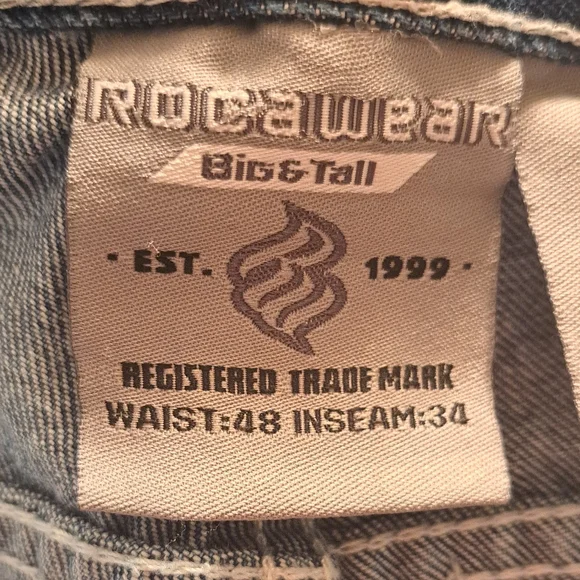 Rocawear
Big & Tall
· EST. 1999 ·
REGISTERED TRADE MARK
WAIST:48 INSEAM:34